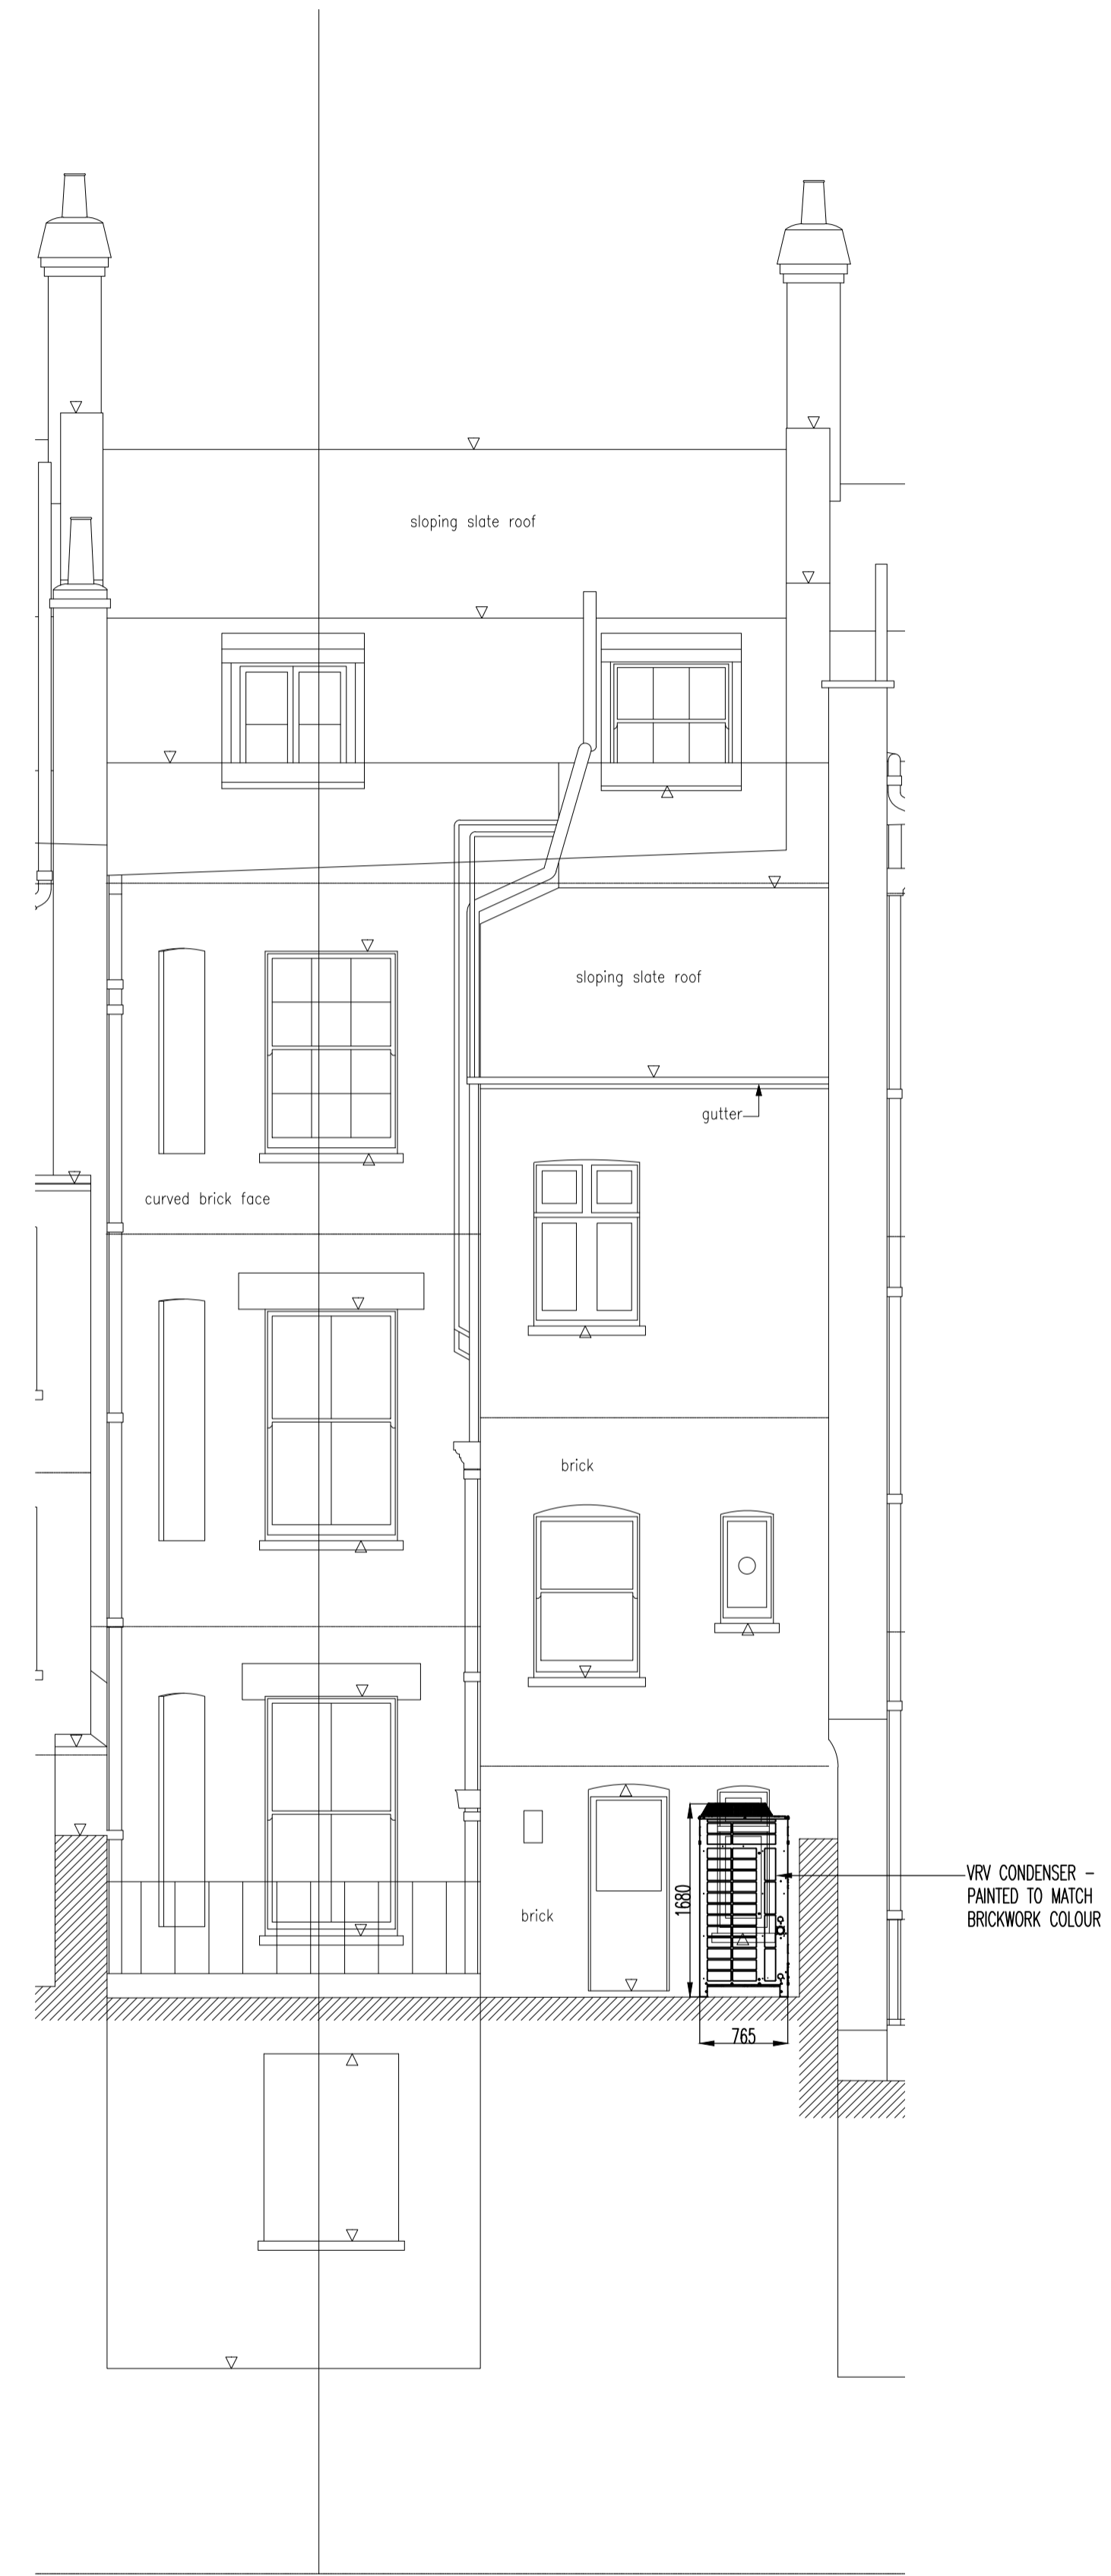 sloping slate roof
sloping slate roof
gutter
curved brick face
brick
VRV CONDENSER –
PAINTED TO MATCH
BRICKWORK COLOUR
1680
brick
765